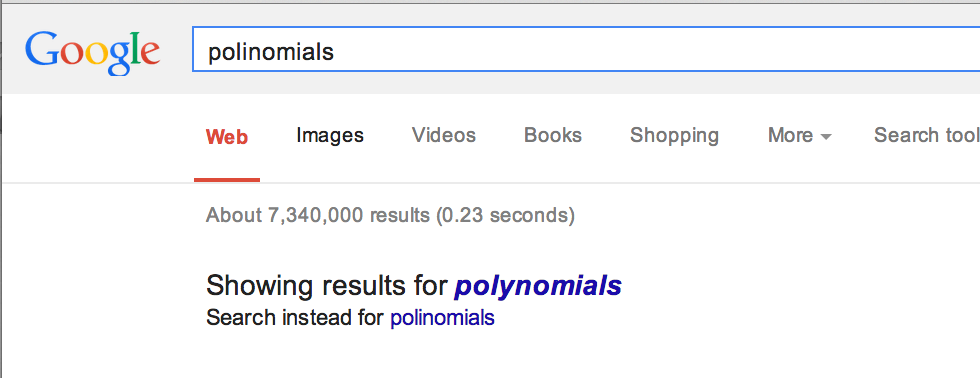 Google polinomials
Web Images Videos Books Shopping More Search tool
About 7,340,000 results (0.23 seconds)
Showing results for polynomials
Search instead for polinomials